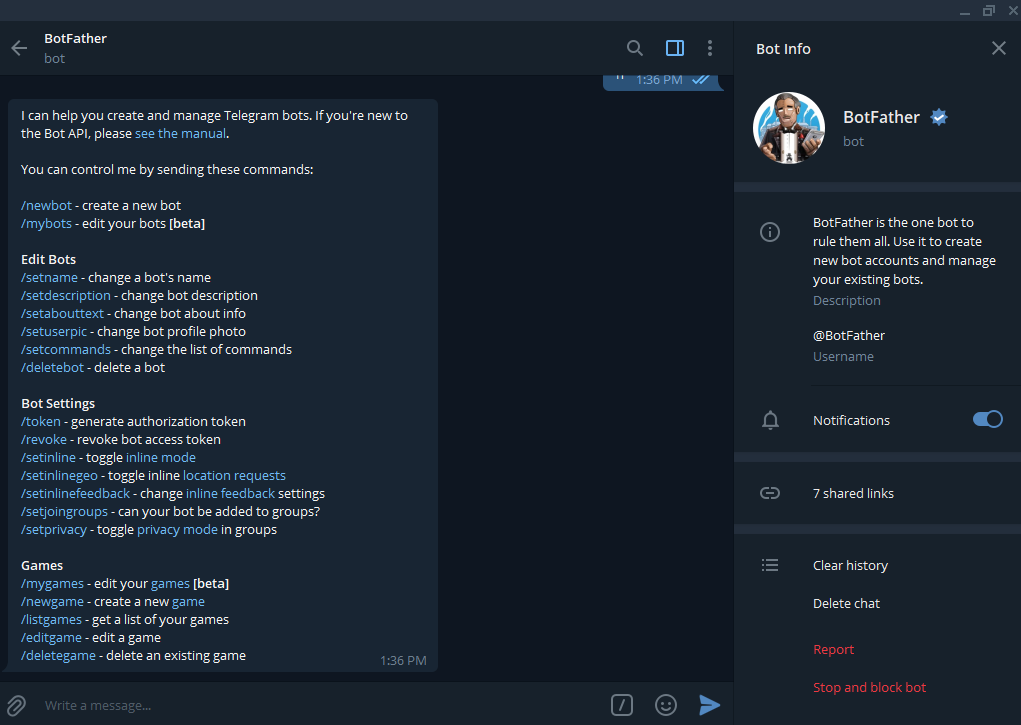 BotFather
bot
1:36 PM
I can help you create and manage Telegram bots. If you're new to
the Bot API, please see the manual.
You can control me by sending these commands:
/newbot - create a new bot
/mybots - edit your bots [beta]
Edit Bots
/setname - change a bot's name
/setdescription - change bot description
/setabouttext - change bot about info
/setuserpic - change bot profile photo
/setcommands - change the list of commands
/deletebot - delete a bot
Bot Settings
/token - generate authorization token
/revoke - revoke bot access token
/setinline - toggle inline mode
/setinlinegeo - toggle inline location requests
/setinlinefeedback - change inline feedback settings
/setjoingroups - can your bot be added to groups?
/setprivacy - toggle privacy mode in groups
Games
/mygames - edit your games [beta]
/newgame - create a new game
/listgames - get a list of your games
/editgame - edit a game
/deletegame - delete an existing game
1:36 PM
Write a message...
Bot Info
BotFather
bot
BotFather is the one bot to
rule them all. Use it to create
new bot accounts and manage
your existing bots.
Description
@BotFather
Username
Notifications
7 shared links
Clear history
Delete chat
Report
Stop and block bot